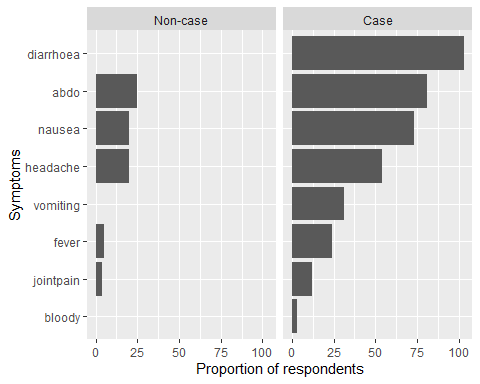 Non-case
Case
diarrhoea
abdo
nausea
headache
vomiting
fever
jointpain
bloody
Symptoms
0 25 50 75 100
0 25 50 75 100
Proportion of respondents